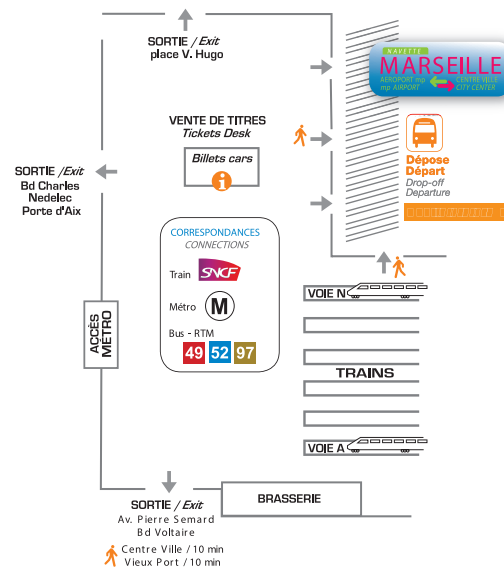 SORTIE / Exit
place V. Hugo
NAVETTE
MARSEILLE
AEROPORT mp
mp AIRPORT
CENTRE VILLE
CITY CENTER
VENTE DE TITRES
Tickets Desk
Billets cars
i
Dépose
Départ
Drop-off
Departure
SORTIE /Exit
Bd Charles
Nedelec
Porte d'Aix
CORRESPONDANCES
CONNECTIONS
Train SNCF
Métro M
Bus - RTM
49 52 97
ACCÈS
MÉTRO
VOIE N
TRAINS
VOIE A
BRASSERIE
SORTIE / Exit
Av. Pierre Semard
Bd Voltaire
Centre Ville / 10 min
Vieux Port / 10 min